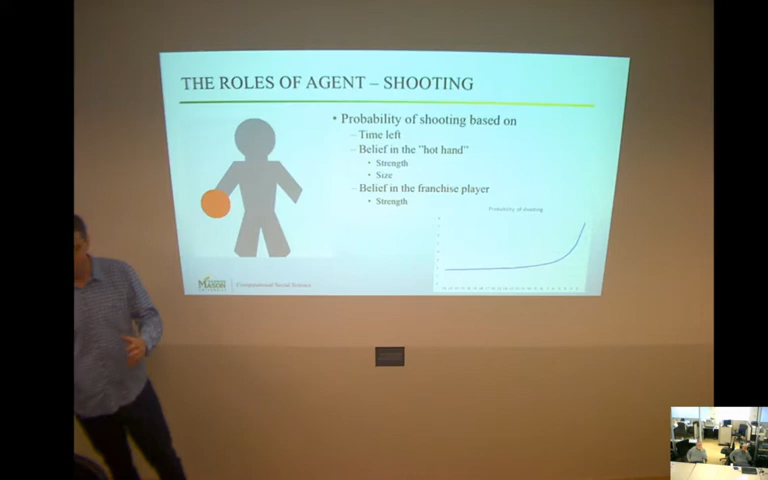 THE ROLES OF AGENT – SHOOTING
• Probability of shooting based on
– Time left
– Belief in the "hot hand"
• Strength
• Size
– Belief in the franchise player
• Strength
Probability of shooting
MASON
Computational Social Science